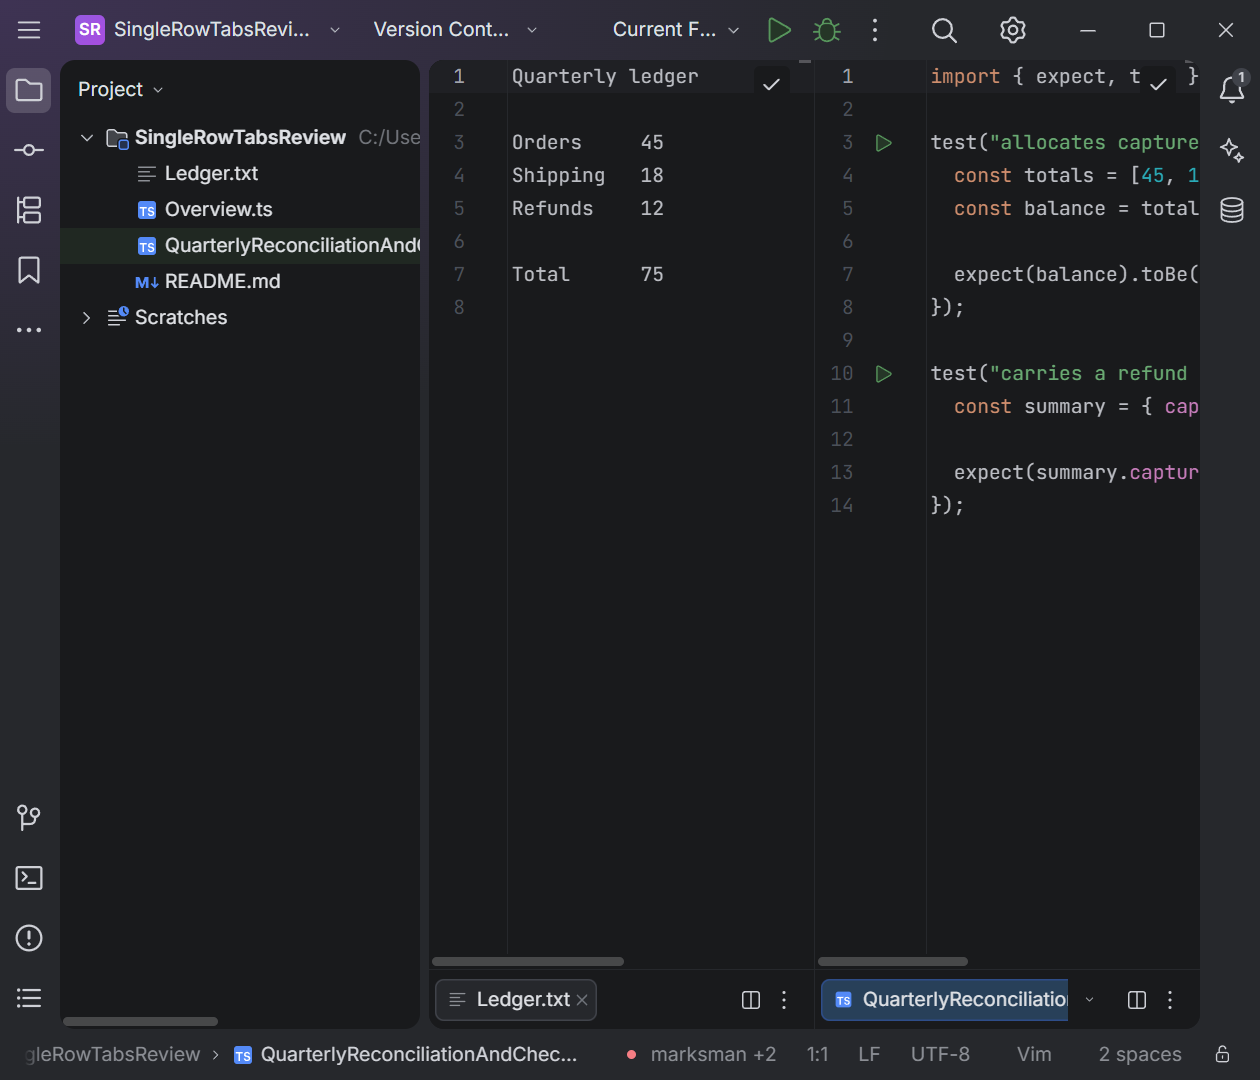 SR SingleRowTabsRevi... Version Cont... Current F...
Project
SingleRowTabsReview C:/Use
Ledger.txt
TS Overview.ts
TS QuarterlyReconciliationAnd
M↓ README.md
Scratches
1 Quarterly ledger
2
3 Orders 45
4 Shipping 18
5 Refunds 12
6
7 Total 75
8
1 import { expect, t }
2
3 test("allocates capture
4 const totals = [45, 1
5 const balance = total
6
7 expect(balance).toBe(
8 });
9
10 test("carries a refund
11 const summary = { cap
12
13 expect(summary.captur
14 });
1
Ledger.txt
TS QuarterlyReconciliatio
gleRowTabsReview › TS QuarterlyReconciliationAndChec... marksman +2 1:1 LF UTF-8 Vim 2 spaces